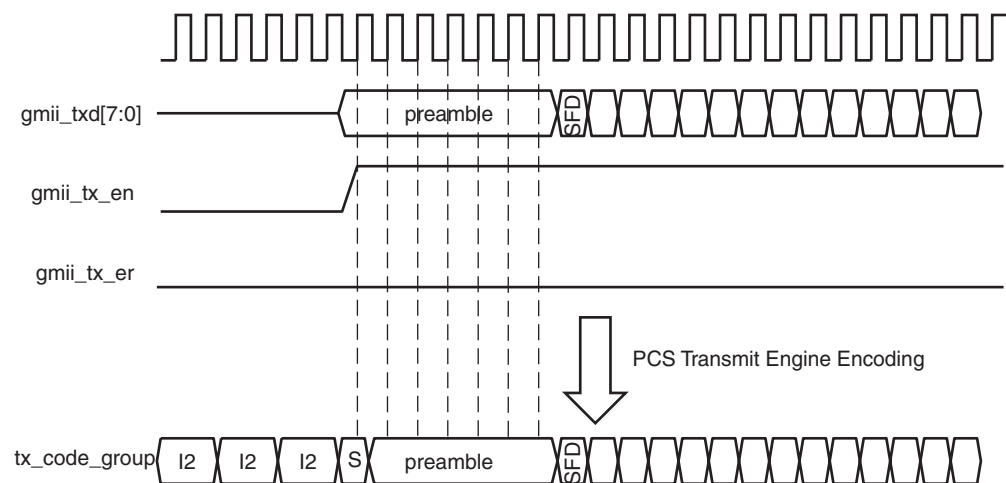 gmii_txd[7:0]
preamble
SFD
gmii_tx_en
gmii_tx_er
PCS Transmit Engine Encoding
tx_code_group
I2
I2
I2
S
preamble
SFD